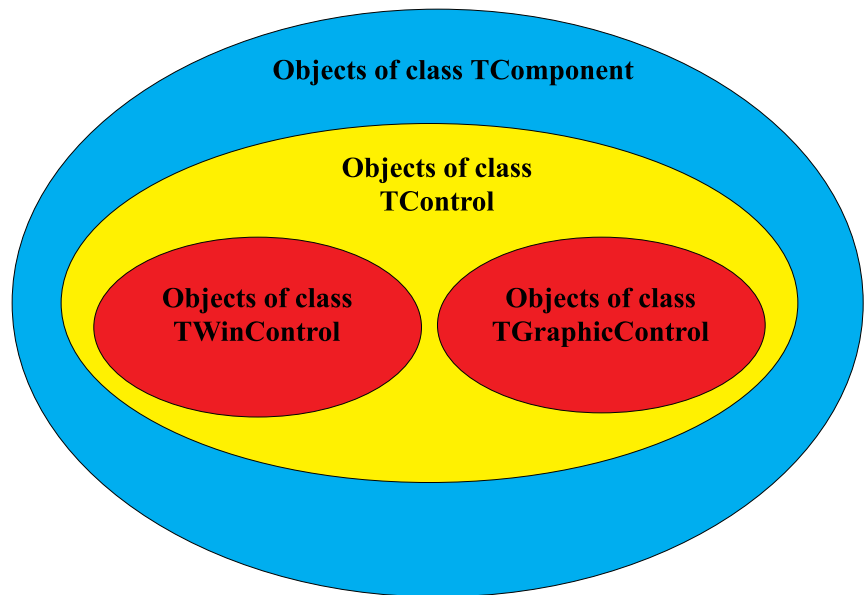 Objects of class TComponent
Objects of class
TControl
Objects of class
TWinControl
Objects of class
TGraphicControl